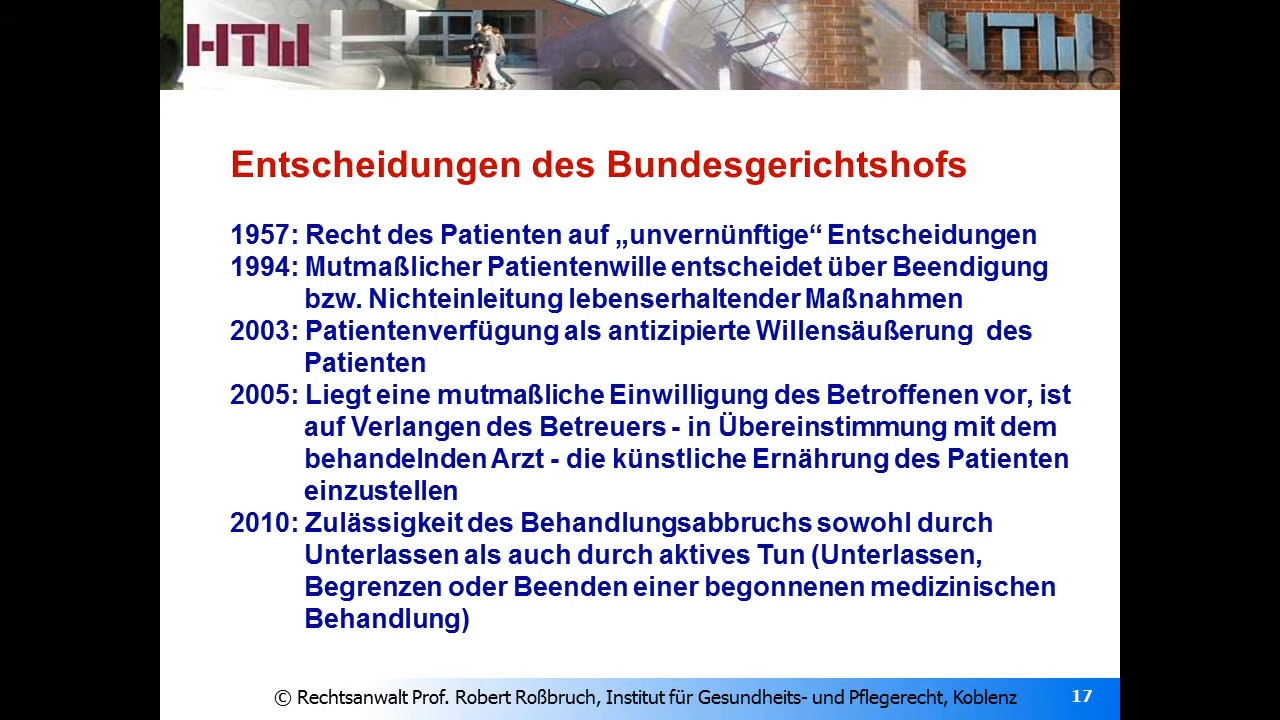 HTW
HTW
Entscheidungen des Bundesgerichtshofs
1957: Recht des Patienten auf „unvernünftige“ Entscheidungen
1994: Mutmaßlicher Patientenwille entscheidet über Beendigung
bzw. Nichteinleitung lebenserhaltender Maßnahmen
2003: Patientenverfügung als antizipierte Willensäußerung des
Patienten
2005: Liegt eine mutmaßliche Einwilligung des Betroffenen vor, ist
auf Verlangen des Betreuers - in Übereinstimmung mit dem
behandelnden Arzt - die künstliche Ernährung des Patienten
einzustellen
2010: Zulässigkeit des Behandlungsabbruchs sowohl durch
Unterlassen als auch durch aktives Tun (Unterlassen,
Begrenzen oder Beenden einer begonnenen medizinischen
Behandlung)
© Rechtsanwalt Prof. Robert Roßbruch, Institut für Gesundheits- und Pflegerecht, Koblenz
17